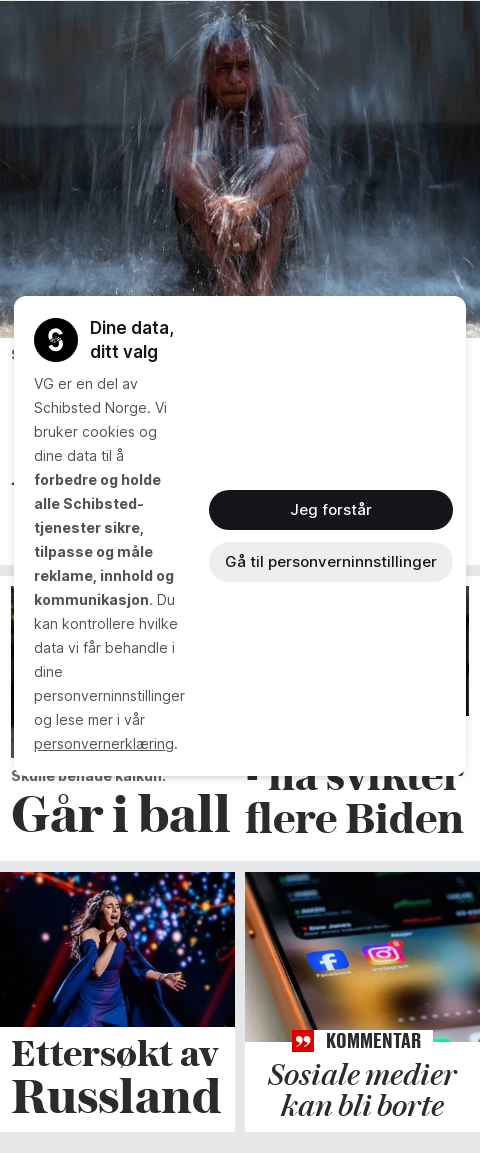 Dine data,
ditt valg
VG er en del av
Schibsted Norge. Vi
bruker cookies og
dine data til å
forbedre og holde
alle Schibsted-
tjenester sikre,
tilpasse og måle
reklame, innhold og
kommunikasjon. Du
kan kontrollere hvilke
data vi får behandle i
dine
personverninnstillinger
og lese mer i vår
personvernerklæring.
Jeg forstår
Gå til personverninnstillinger
Skulle benåde kalkun:
Går i ball
- nå svikter
flere Biden
Ettersøkt av
Russland
Facebook
Instagram
KOMMENTAR
Sosiale medier
kan bli borte